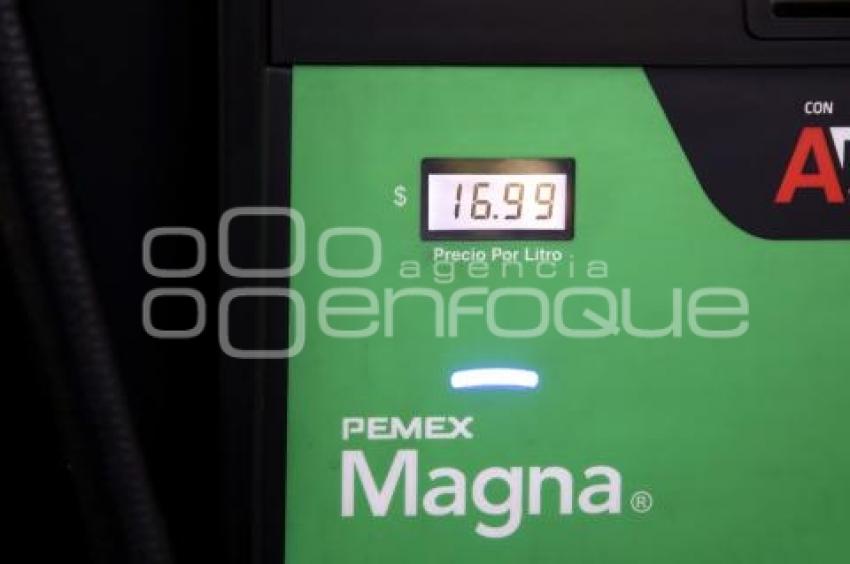 CON
$ 16.99
Precio Por Litro
agencia
enfoque
PEMEX
Magna®